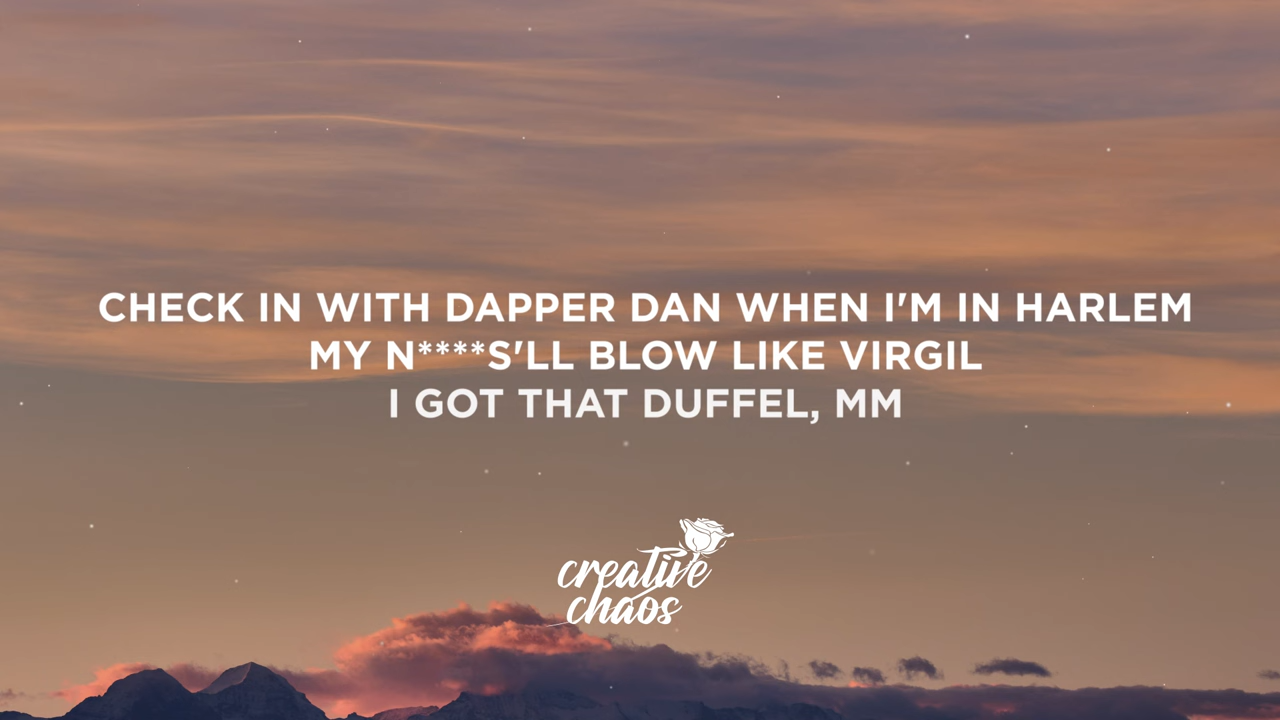 CHECK IN WITH DAPPER DAN WHEN I'M IN HARLEM
MY N****S'LL BLOW LIKE VIRGIL
I GOT THAT DUFFEL, MM
creative
chaos